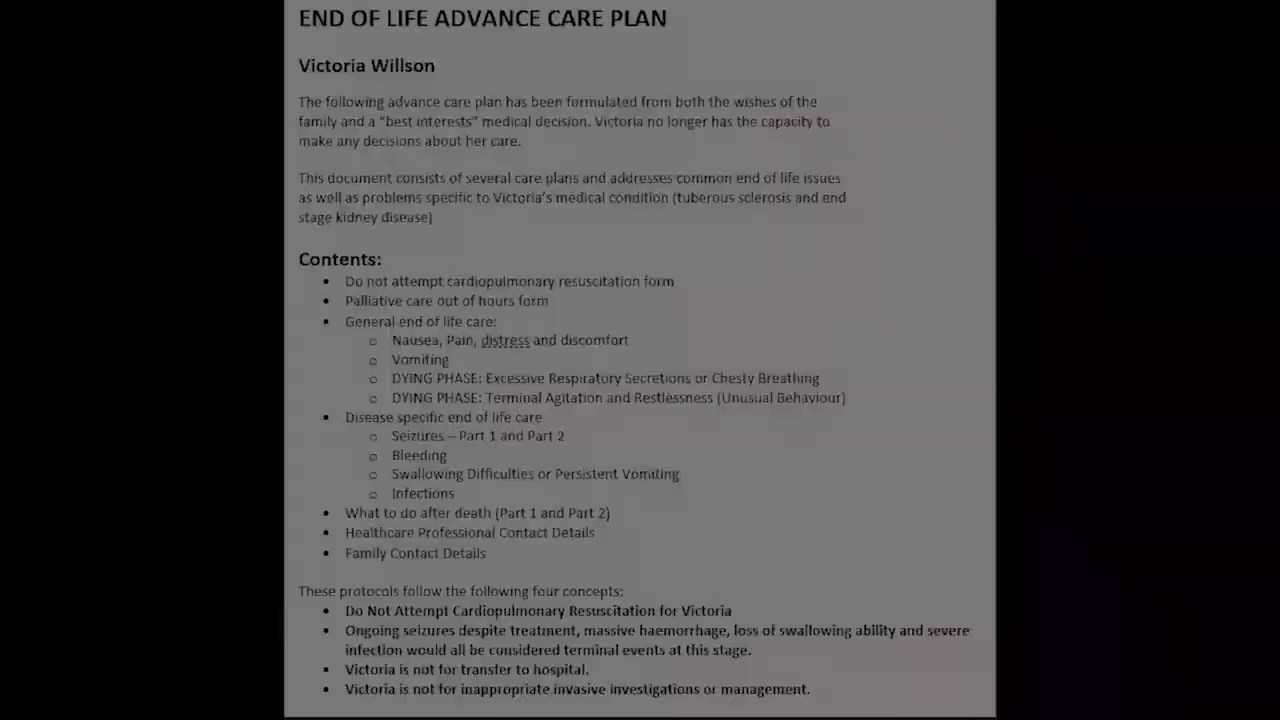 END OF LIFE ADVANCE CARE PLAN
Victoria Willson
The following advance care plan has been formulated from both the wishes of the
family and a "best interests" medical decision. Victoria no longer has the capacity to
make any decisions about her care.
This document consists of several care plans and addresses common end of life issues
as well as problems specific to Victoria's medical condition (tuberous sclerosis and end
stage kidney disease)
Contents:
• Do not attempt cardiopulmonary resuscitation form
• Palliative care out of hours form
• General end of life care:
o Nausea, Pain, distress and discomfort
o Vomiting
o DYING PHASE: Excessive Respiratory Secretions or Chesty Breathing
o DYING PHASE: Terminal Agitation and Restlessness (Unusual Behaviour)
• Disease specific end of life care
o Seizures – Part 1 and Part 2
o Bleeding
o Swallowing Difficulties or Persistent Vomiting
o Infections
• What to do after death (Part 1 and Part 2)
• Healthcare Professional Contact Details
• Family Contact Details
These protocols follow the following four concepts:
• Do Not Attempt Cardiopulmonary Resuscitation for Victoria
• Ongoing seizures despite treatment, massive haemorrhage, loss of swallowing ability and severe
infection would all be considered terminal events at this stage.
• Victoria is not for transfer to hospital.
• Victoria is not for inappropriate invasive investigations or management.